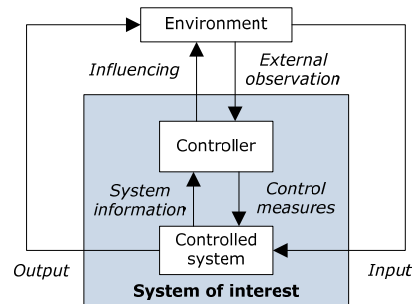 Environment
Influencing
External
observation
Controller
System
information
Control
measures
Controlled
system
Output
Input
System of interest